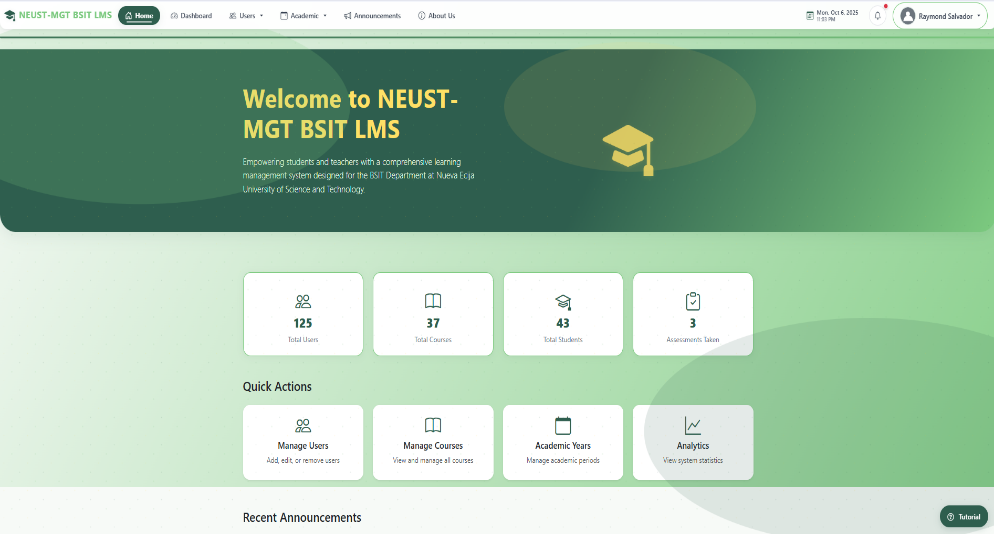 NEUST-MGT BSIT LMS
Home
Dashboard
Users
Academic
Announcements
About Us
Mon, Oct 6, 2025
11:03 PM
Raymond Salvador
Welcome to NEUST-
MGT BSIT LMS
Empowering students and teachers with a comprehensive learning
management system designed for the BSIT Department at Nueva Ecija
University of Science and Technology.
125
Total Users
37
Total Courses
43
Total Students
3
Assessments Taken
Quick Actions
Manage Users
Add, edit, or remove users
Manage Courses
View and manage all courses
Academic Years
Manage academic periods
Analytics
View system statistics
Recent Announcements
Tutorial